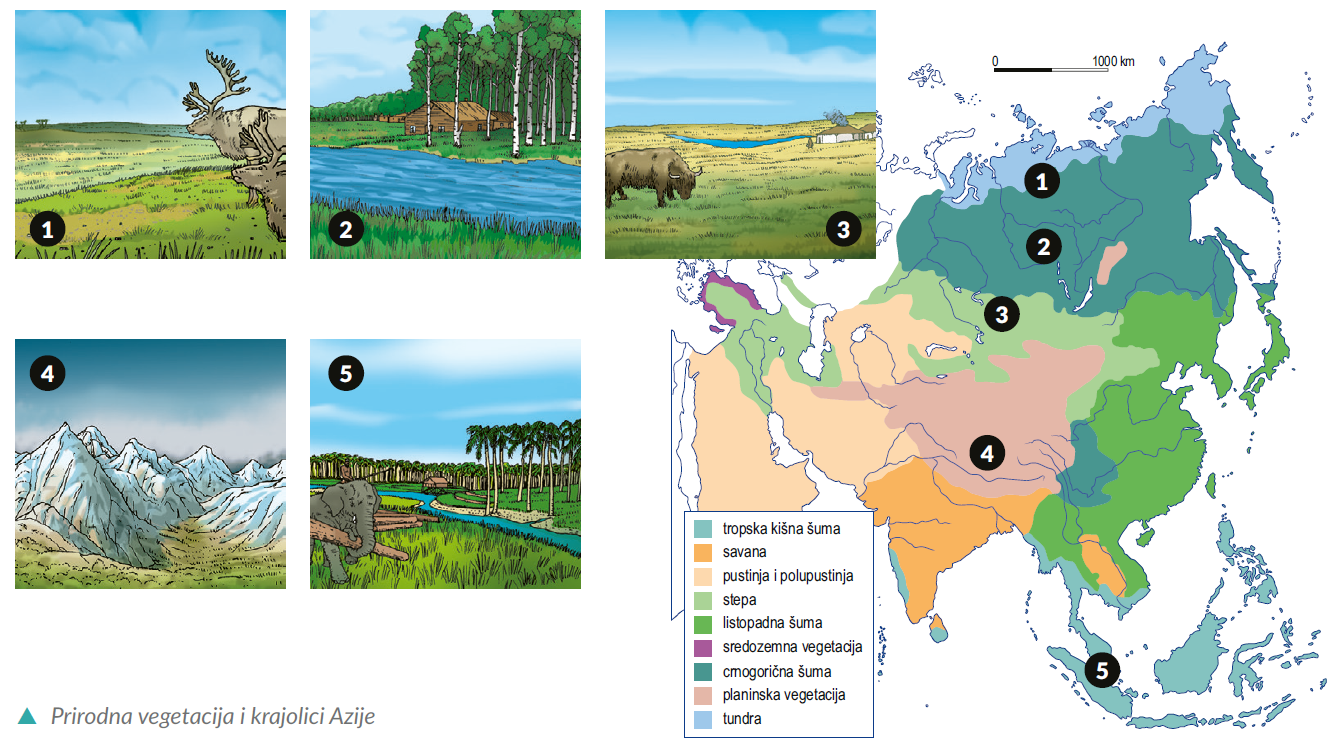 1
2
3
4
5
0 1000 km
1
2
3
4
5
tropska kišna šuma
savana
pustinja i polupustinja
stepa
listopadna šuma
sredozemna vegetacija
crnogorična šuma
planinska vegetacija
tundra
Prirodna vegetacija i krajolici Azije